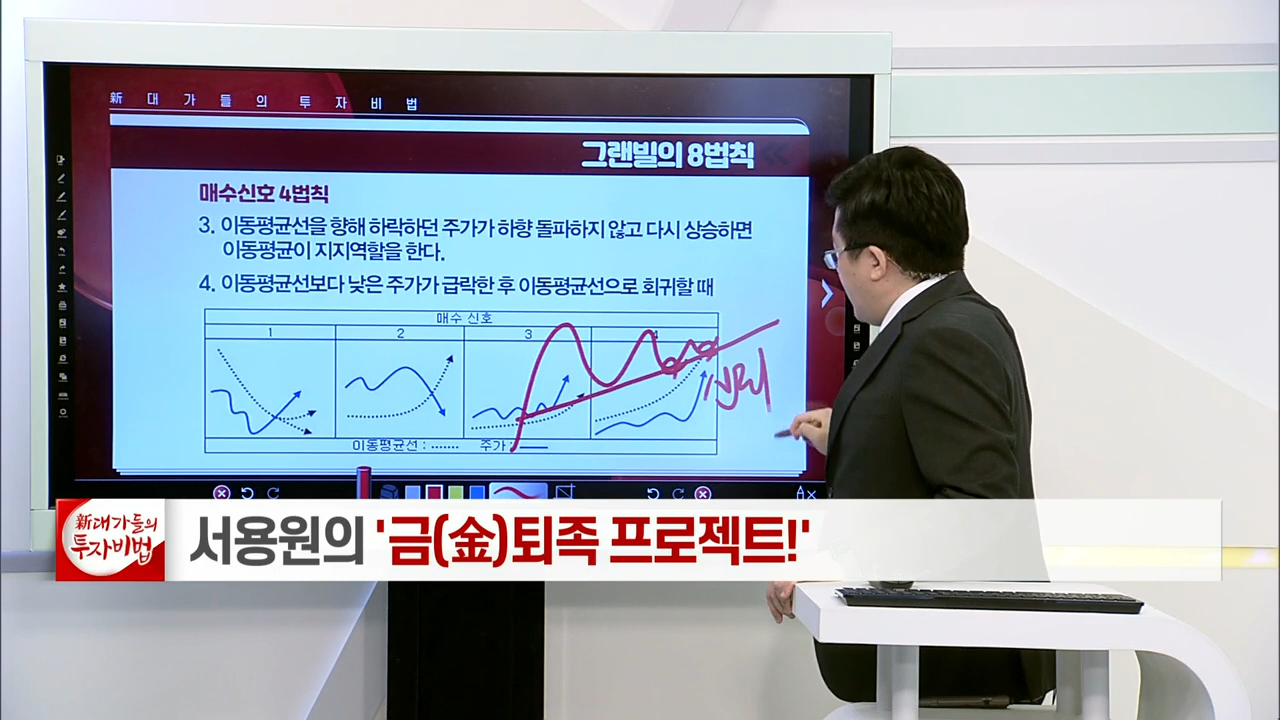 新 대 가 들 의 투 자 비 법
그랜빌의 8법칙
매수신호 4법칙
3. 이동평균선을 향해 하락하던 주가가 하향 돌파하지 않고 다시 상승하면
이동평균이 지지역할을 한다.
4. 이동평균선보다 낮은 주가가 급락한 후 이동평균선으로 회귀할 때
매수 신호
1 2 3 4
이동평균선 : 주가 :
新대가들의
투자비법
서용원의 '금(金)퇴족 프로젝트!'